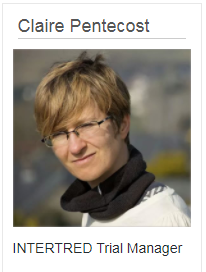 Claire Pentecost
INTERTRED Trial Manager